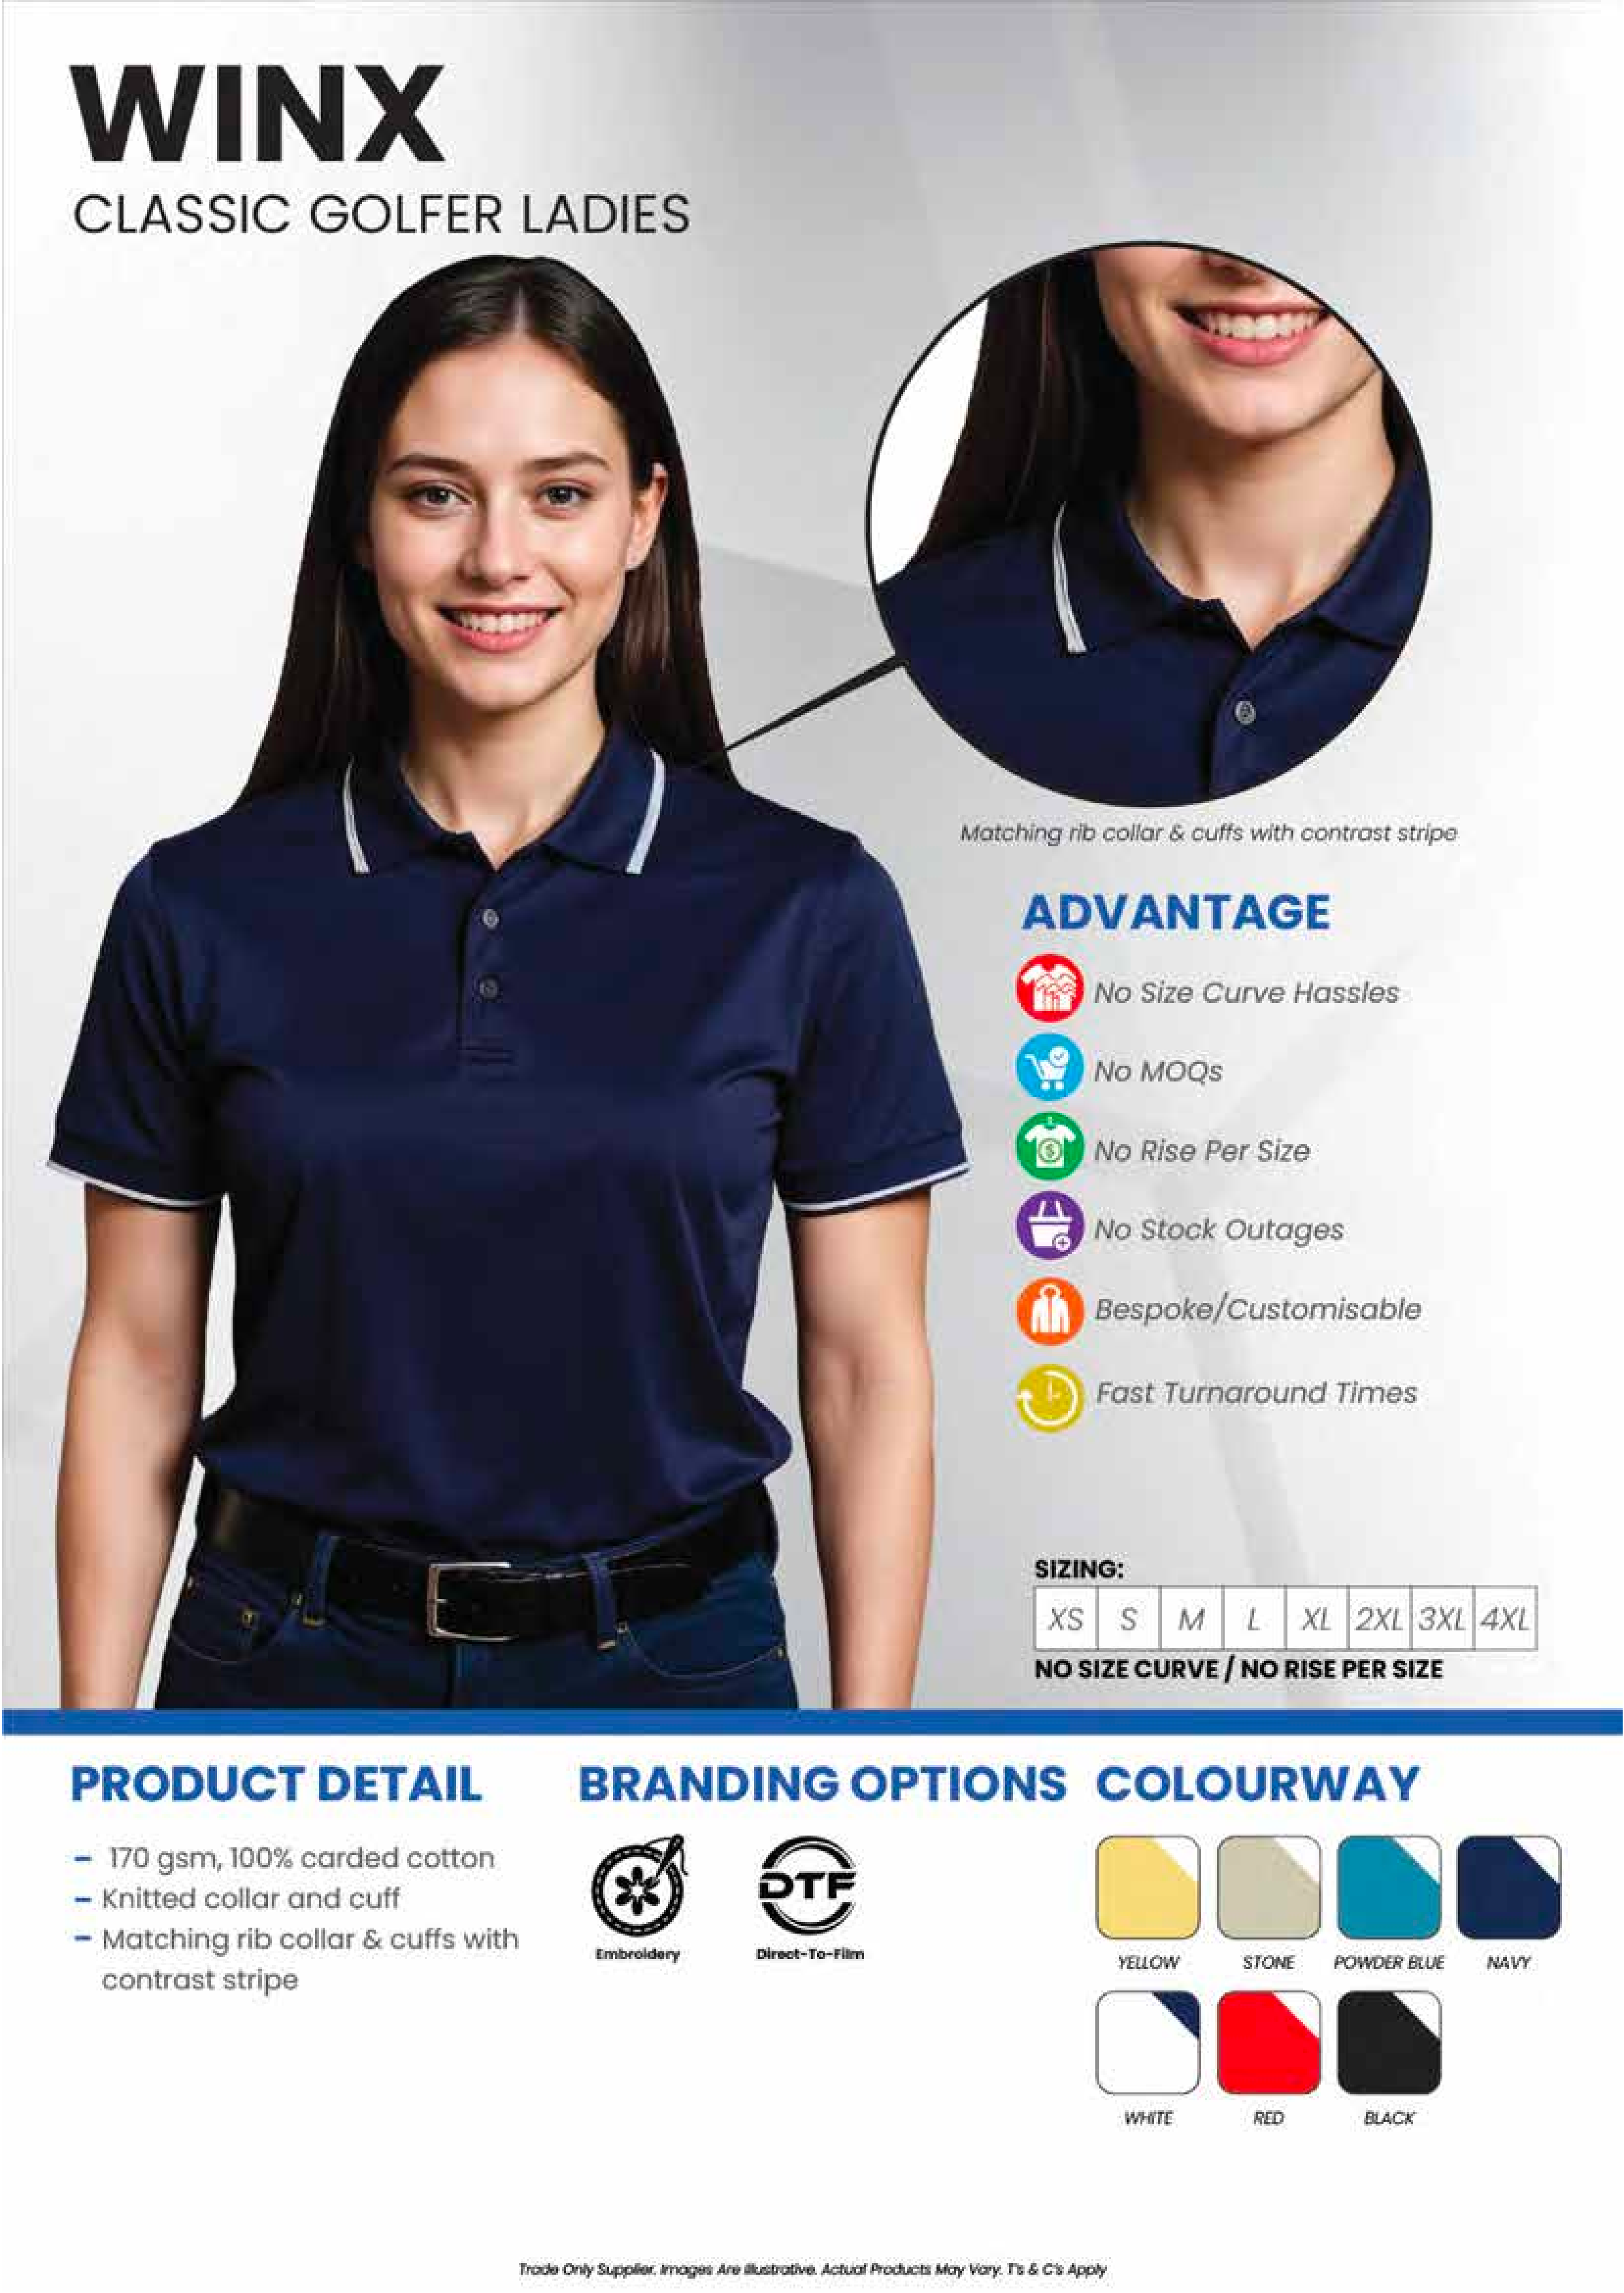 WINX
CLASSIC GOLFER LADIES
Matching rib collar & cuffs with contrast stripe
ADVANTAGE
No Size Curve Hassles
No MOQs
No Rise Per Size
No Stock Outages
Bespoke/Customisable
Fast Turnaround Times
SIZING:
XS S M L XL 2XL 3XL 4XL
NO SIZE CURVE / NO RISE PER SIZE
PRODUCT DETAIL
- 170 gsm, 100% carded cotton
- Knitted collar and cuff
- Matching rib collar & cuffs with
contrast stripe
BRANDING OPTIONS
DTF
Embroidery
Direct-To-Film
COLOURWAY
YELLOW STONE POWDER BLUE NAVY
WHITE RED BLACK
Trade Only Supplier. Images Are Illustrative. Actual Products May Vary. T's & C's Apply